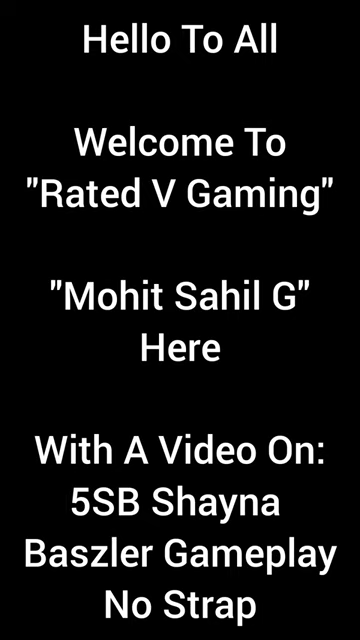 Hello To All
Welcome To
"Rated V Gaming"
"Mohit Sahil G"
Here
With A Video On:
5SB Shayna
Baszler Gameplay
No Strap